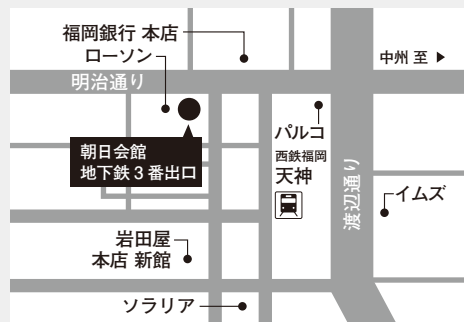 福岡銀行 本店
ローソン
中州 至 ▶
明治通り
朝日会館
地下鉄3番出口
パルコ
西鉄福岡
天神
渡辺通り
イムズ
岩田屋
本店 新館
ソラリア